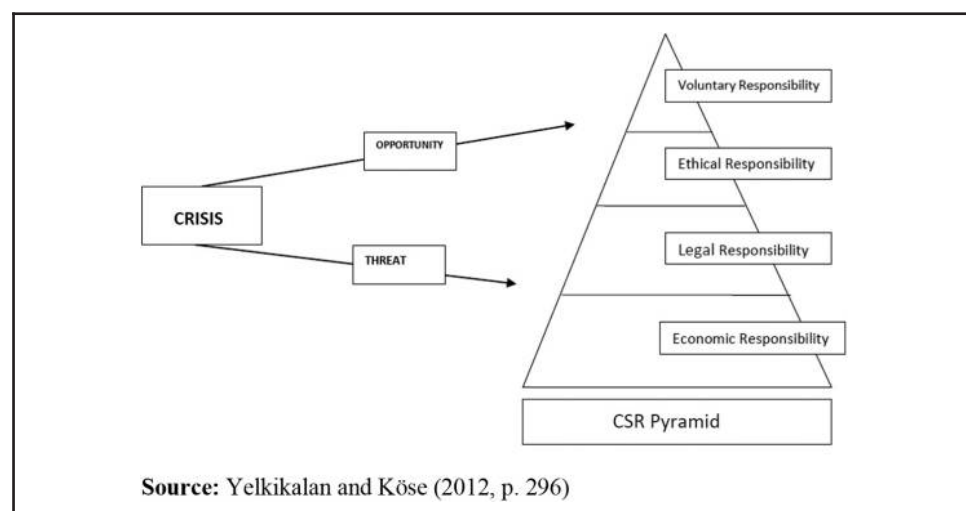 Voluntary Responsibility
OPPORTUNITY
Ethical Responsibility
CRISIS
Legal Responsibility
THREAT
Economic Responsibility
CSR Pyramid
Source: Yelkikalan and Köse (2012, p. 296)